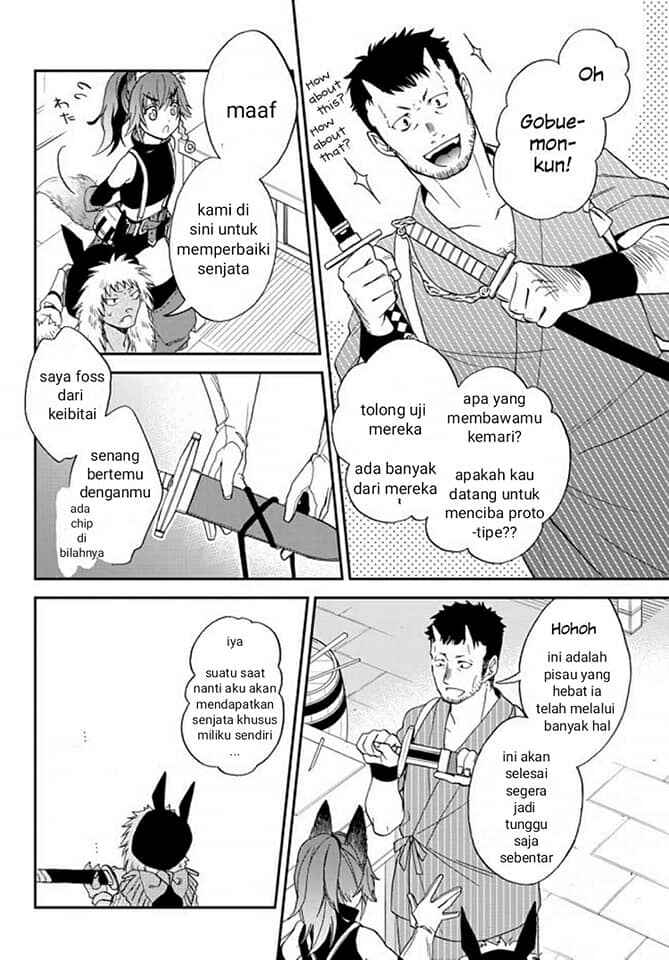 Oh
Gobue-
mon-
kun!
How
about
this?
How
about
that?
apa yang
membawamu
kemari?
apakah kau
datang untuk
menciba proto
-tipe??
tolong uji
mereka
ada banyak
dari mereka
わた
maaf
kami di
sini untuk
memperbaiki
senjata
saya foss
dari
keibitai
senang
bertemu
denganmu
ada
chip
di
bilahnya
Hohoh
ini adalah
pisau yang
hebat ia
telah melalui
banyak hal
ini akan
selesai
segera
jadi
tunggu
saja
sebentar
iya
suatu saat
nanti aku akan
mendapatkan
senjata khusus
miliku sendiri
...